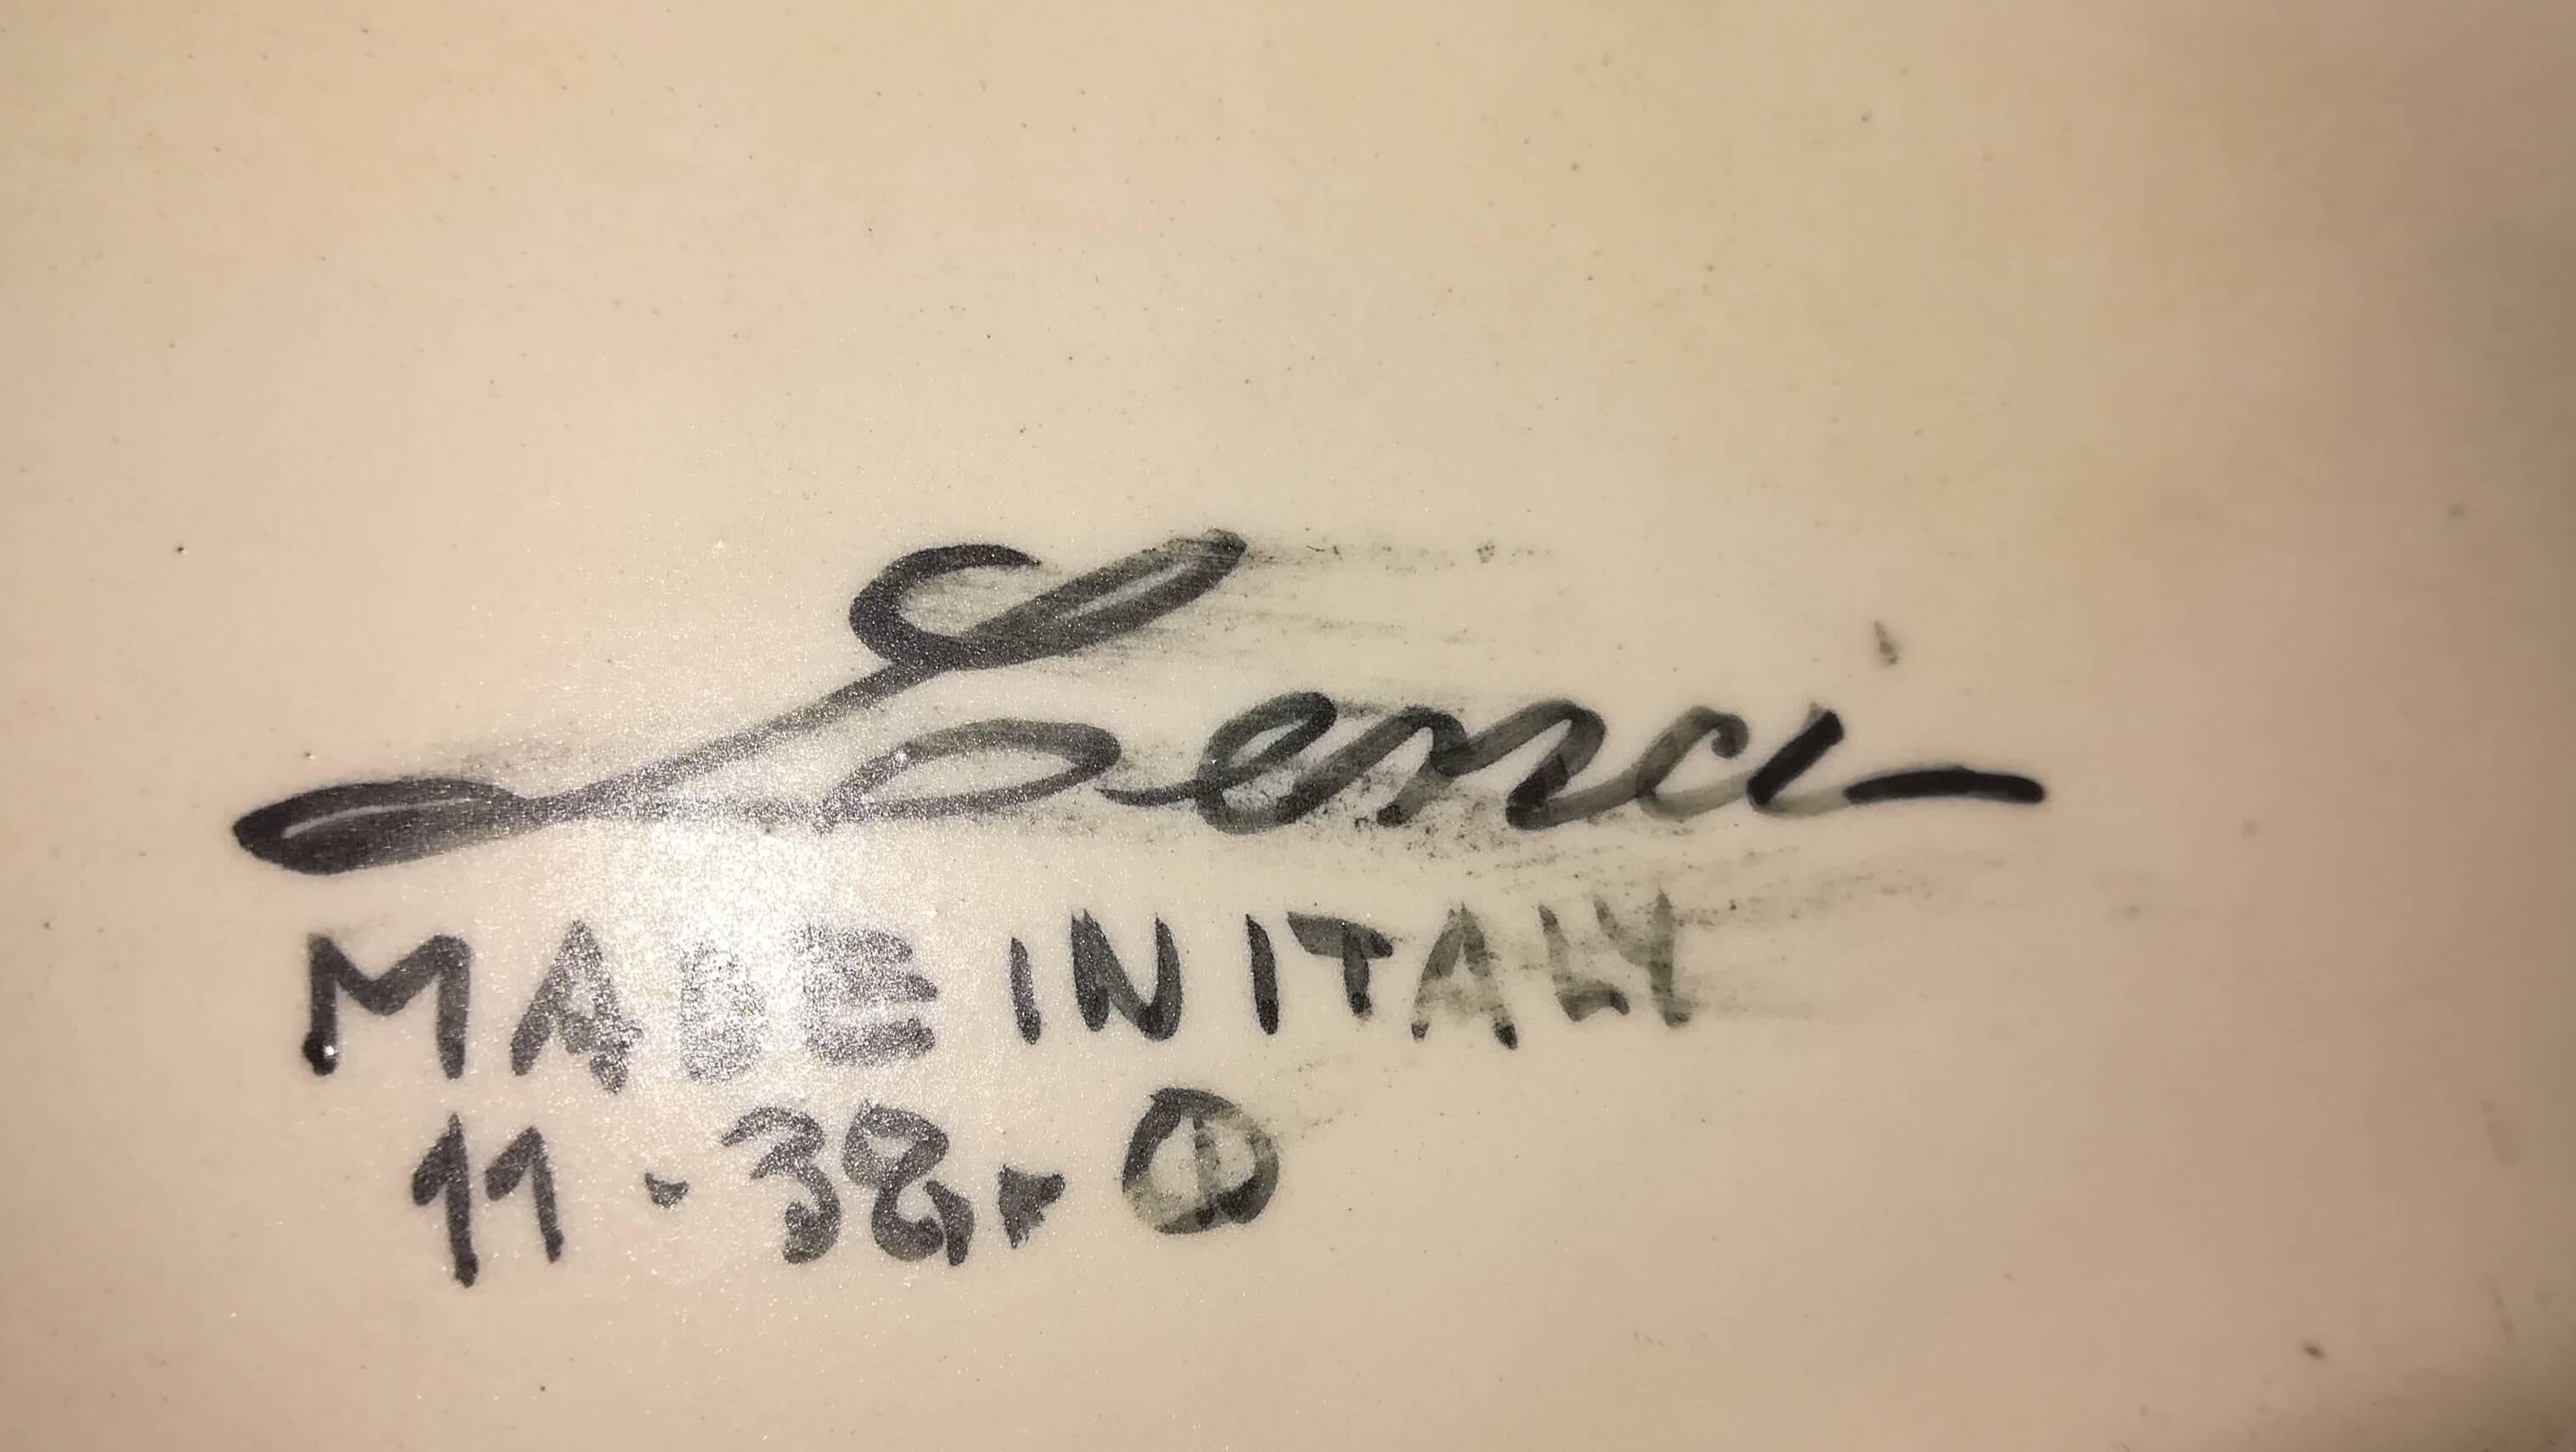 Lenci
MADE IN ITALY
11·38·